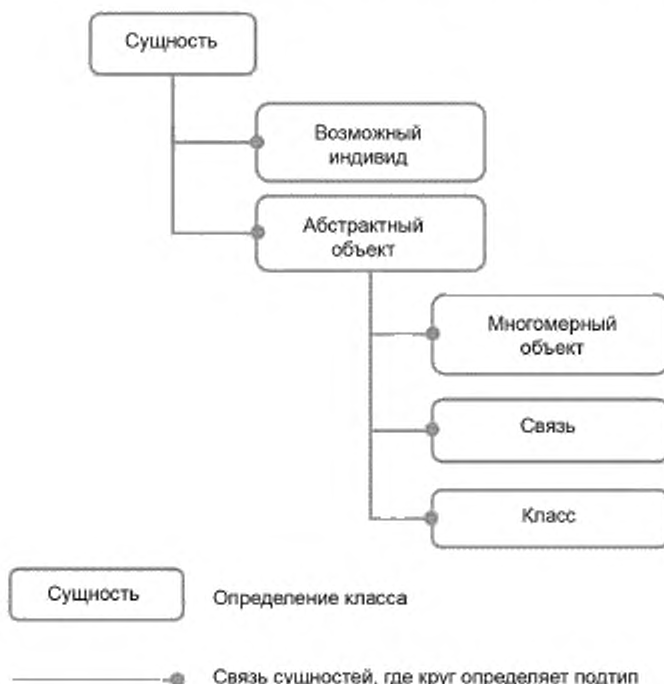 Сущность
Возможный
индивид
Абстрактный
объект
Многомерный
объект
Связь
Класс
Сущность
Определение класса
Связь сущностей, где круг определяет подтип